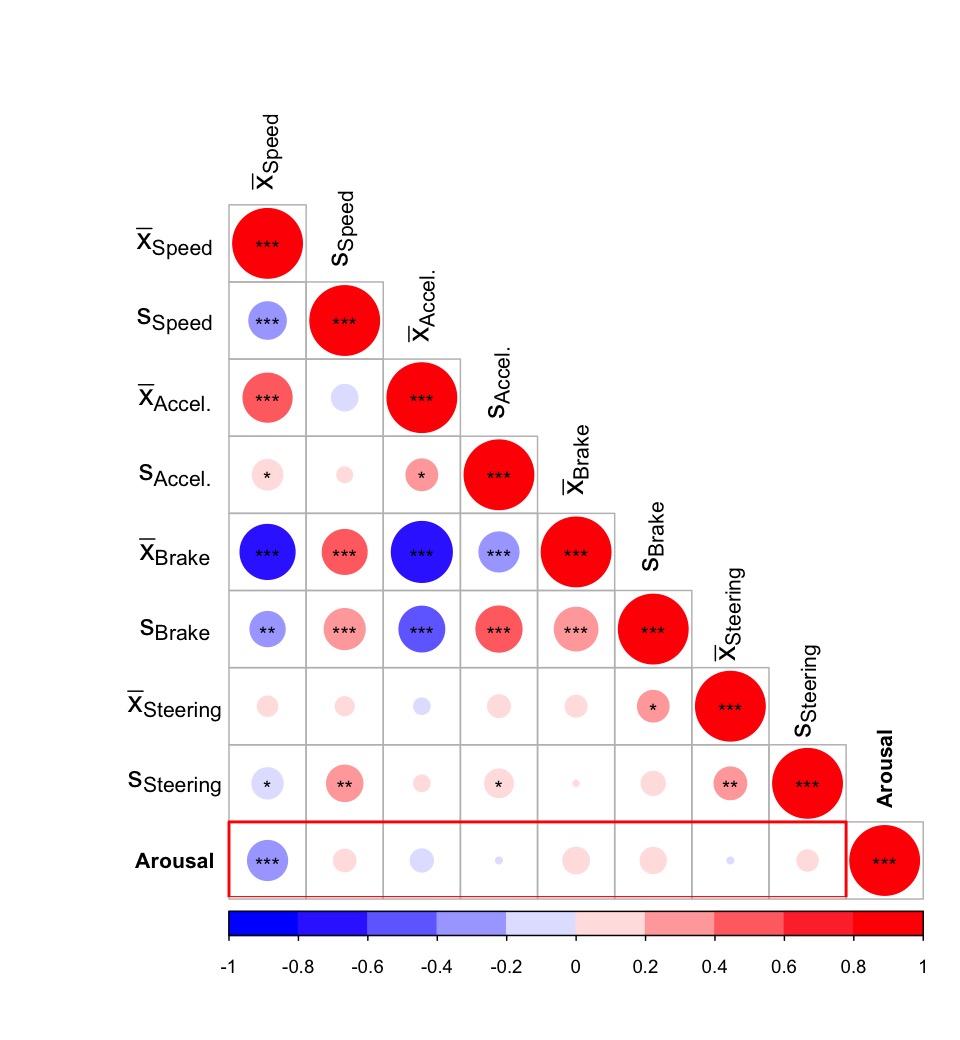 x̄Speed
sSpeed
x̄Accel.
sAccel.
x̄Brake
sBrake
x̄Steering
sSteering
Arousal
x̄Speed ***
sSpeed *** ***
x̄Accel. *** ***
sAccel. * * ***
x̄Brake *** *** *** *** ***
sBrake ** *** *** *** *** ***
x̄Steering * ***
sSteering * ** * ** ***
Arousal *** ***
-1 -0.8 -0.6 -0.4 -0.2 0 0.2 0.4 0.6 0.8 1